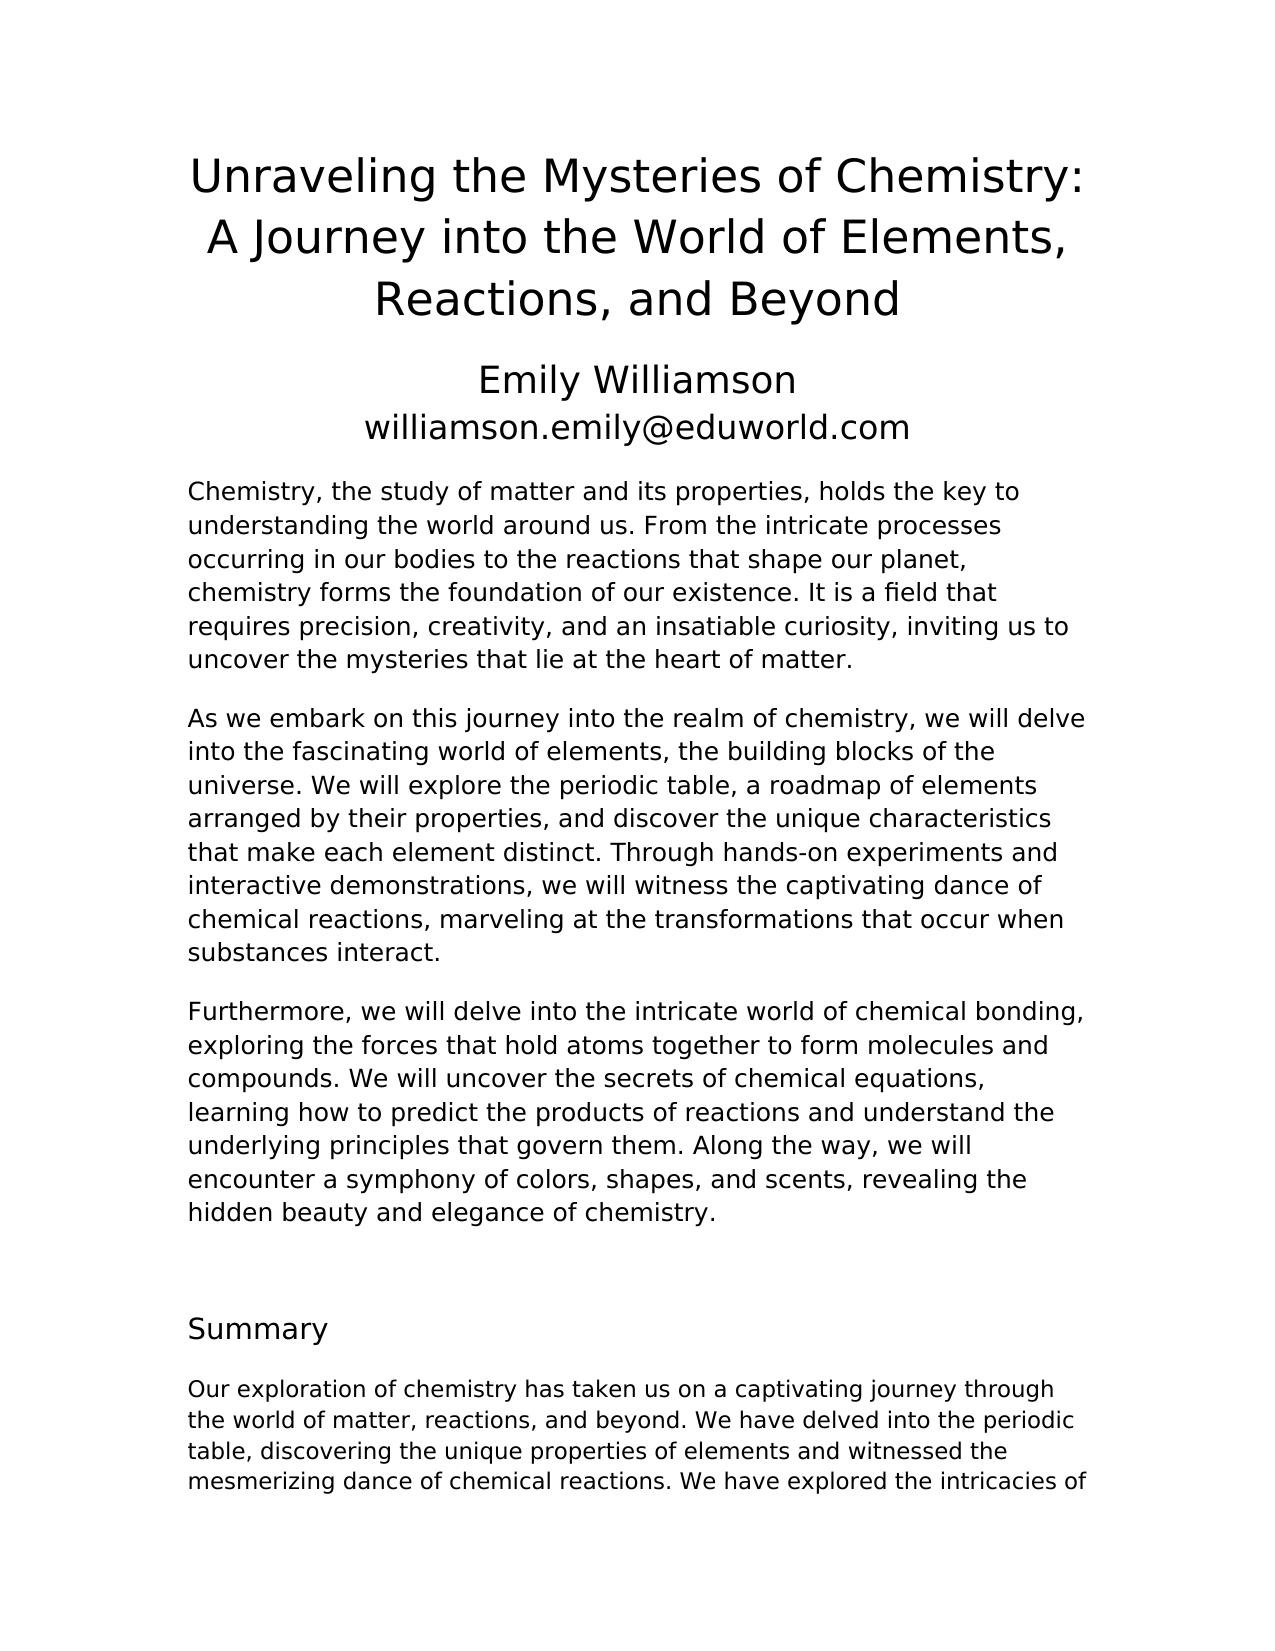 Unraveling the Mysteries of Chemistry:
A Journey into the World of Elements,
Reactions, and Beyond
Emily Williamson
williamson.emily@eduworld.com
Chemistry, the study of matter and its properties, holds the key to
understanding the world around us. From the intricate processes
occurring in our bodies to the reactions that shape our planet,
chemistry forms the foundation of our existence. It is a field that
requires precision, creativity, and an insatiable curiosity, inviting us to
uncover the mysteries that lie at the heart of matter.
As we embark on this journey into the realm of chemistry, we will delve
into the fascinating world of elements, the building blocks of the
universe. We will explore the periodic table, a roadmap of elements
arranged by their properties, and discover the unique characteristics
that make each element distinct. Through hands-on experiments and
interactive demonstrations, we will witness the captivating dance of
chemical reactions, marveling at the transformations that occur when
substances interact.
Furthermore, we will delve into the intricate world of chemical bonding,
exploring the forces that hold atoms together to form molecules and
compounds. We will uncover the secrets of chemical equations,
learning how to predict the products of reactions and understand the
underlying principles that govern them. Along the way, we will
encounter a symphony of colors, shapes, and scents, revealing the
hidden beauty and elegance of chemistry.
Summary
Our exploration of chemistry has taken us on a captivating journey through
the world of matter, reactions, and beyond. We have delved into the periodic
table, discovering the unique properties of elements and witnessed the
mesmerizing dance of chemical reactions. We have explored the intricacies of